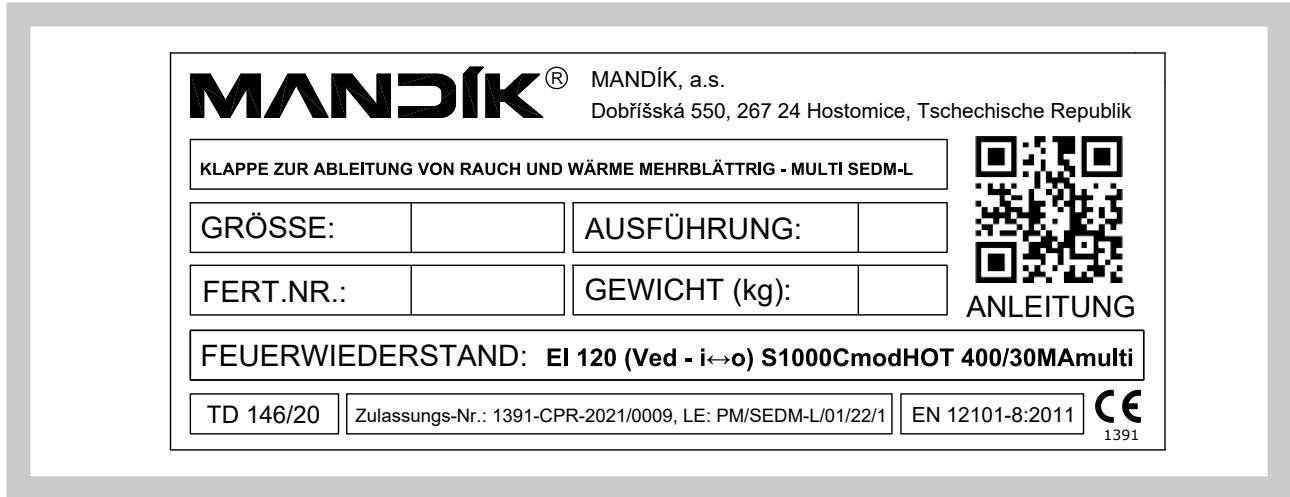 MANDÍK® MANDÍK, a.s.
Dobříšská 550, 267 24 Hostomice, Tschechische Republik
KLAPPE ZUR ABLEITUNG VON RAUCH UND WÄRME MEHRBLÄTTRIG - MULTI SEDM-L
GRÖSSE: AUSFÜHRUNG:
FERT.NR.: GEWICHT (kg):
ANLEITUNG
FEUERWIEDERSTAND: EI 120 (Ved - i↔o) S1000CmodHOT 400/30MAmulti
TD 146/20 Zulassungs-Nr.: 1391-CPR-2021/0009, LE: PM/SEDM-L/01/22/1 EN 12101-8:2011 CE
1391